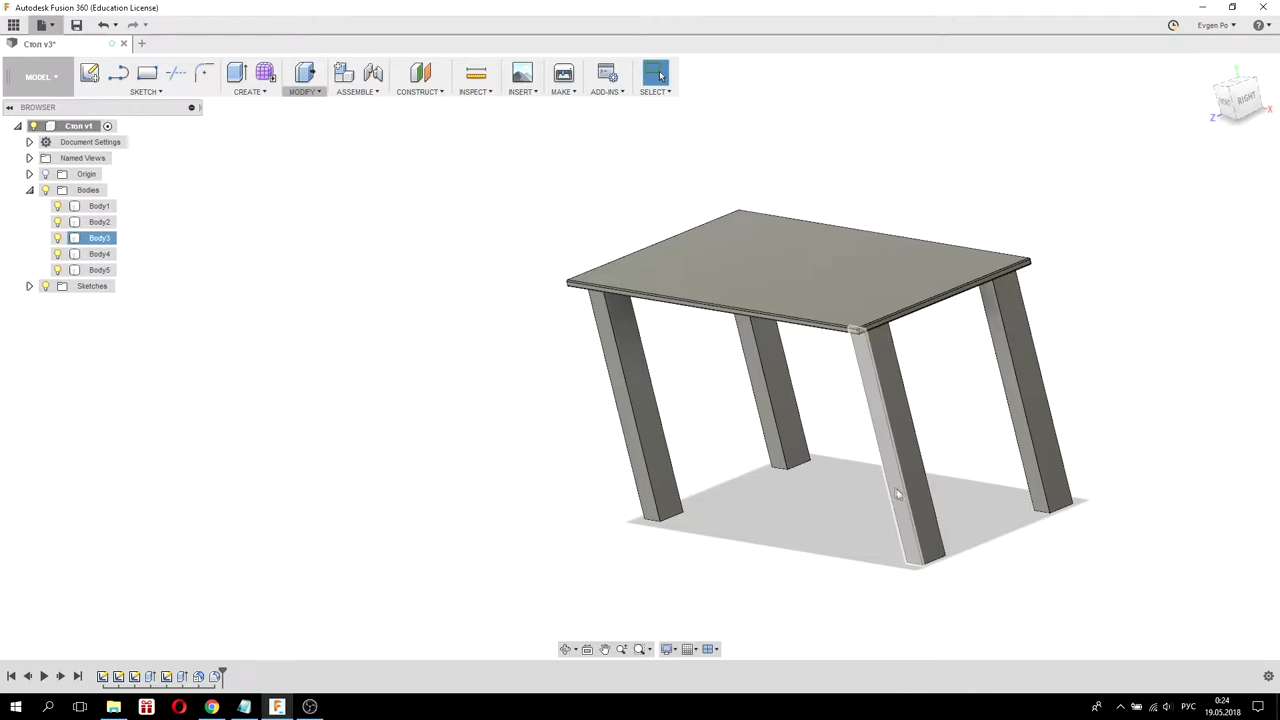 Autodesk Fusion 360 (Education License)
Evgen Po
Стол v3*
MODEL
SKETCH
CREATE
MODIFY
ASSEMBLE
CONSTRUCT
INSPECT
INSERT
MAKE
ADD-INS
SELECT
BROWSER
Стол v1
Document Settings
Named Views
Origin
Bodies
Body1
Body2
Body3
Body4
Body5
Sketches
RIGHT
Z
X
РУС
0:24
19.05.2018